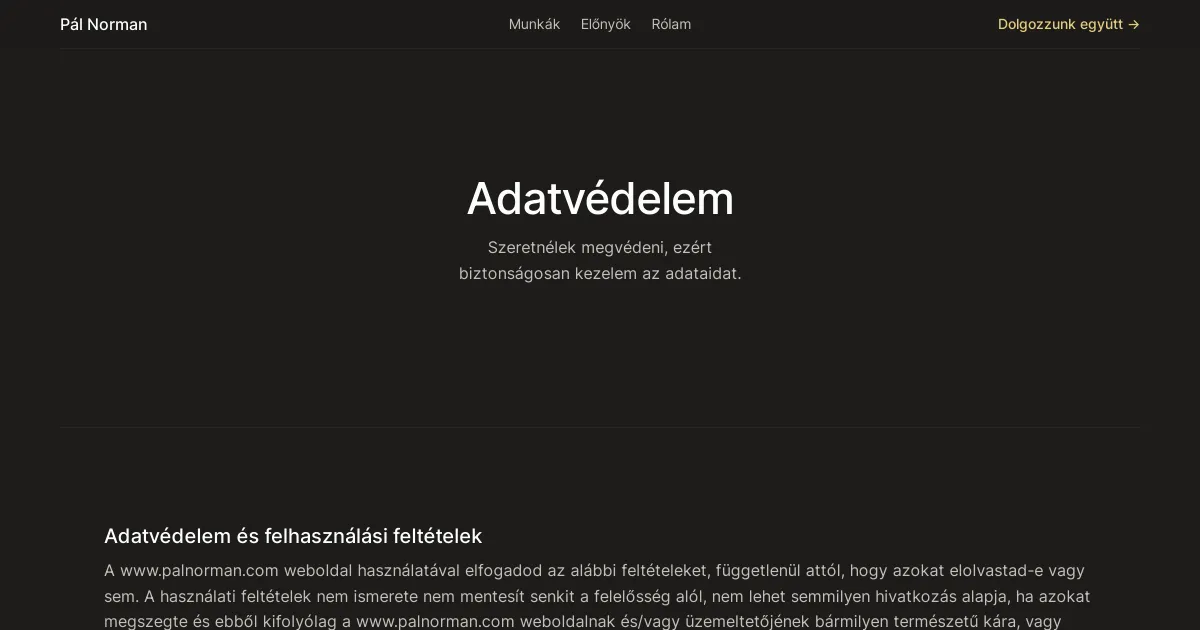 Pál Norman
Munkák Előnyök Rólam
Dolgozzunk együtt →
Adatvédelem
Szeretnélek megvédeni, ezért
biztonságosan kezelem az adataidat.
Adatvédelem és felhasználási feltételek
A www.palnorman.com weboldal használatával elfogadod az alábbi feltételeket, függetlenül attól, hogy azokat elolvastad-e vagy
sem. A használati feltételek nem ismerete nem mentesít senkit a felelősség alól, nem lehet semmilyen hivatkozás alapja, ha azokat
megszegte és ebből kifolyólag a www.palnorman.com weboldalnak és/vagy üzemeltetőjének bármilyen természetű kára, vagy